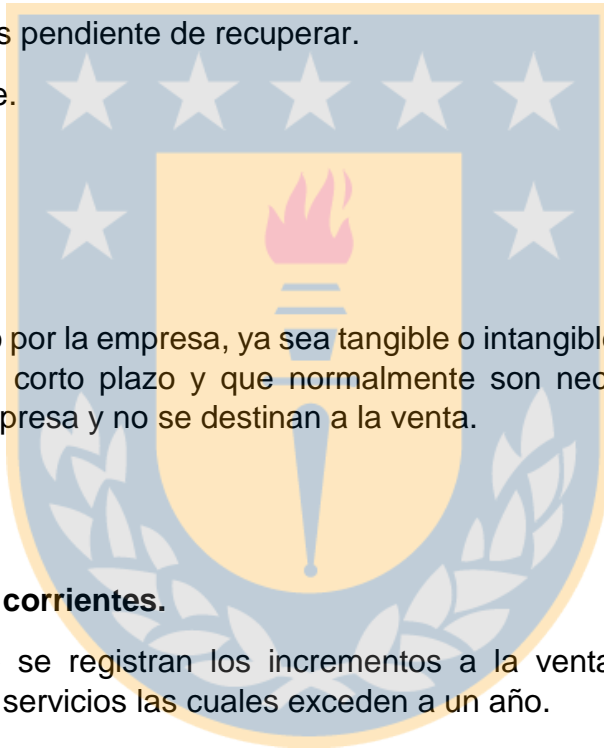 s pendiente de recuperar.
e.
o por la empresa, ya sea tangible o intangible
corto plazo y que normalmente son nec
presa y no se destinan a la venta.
corrientes.
se registran los incrementos a la venta
servicios las cuales exceden a un año.